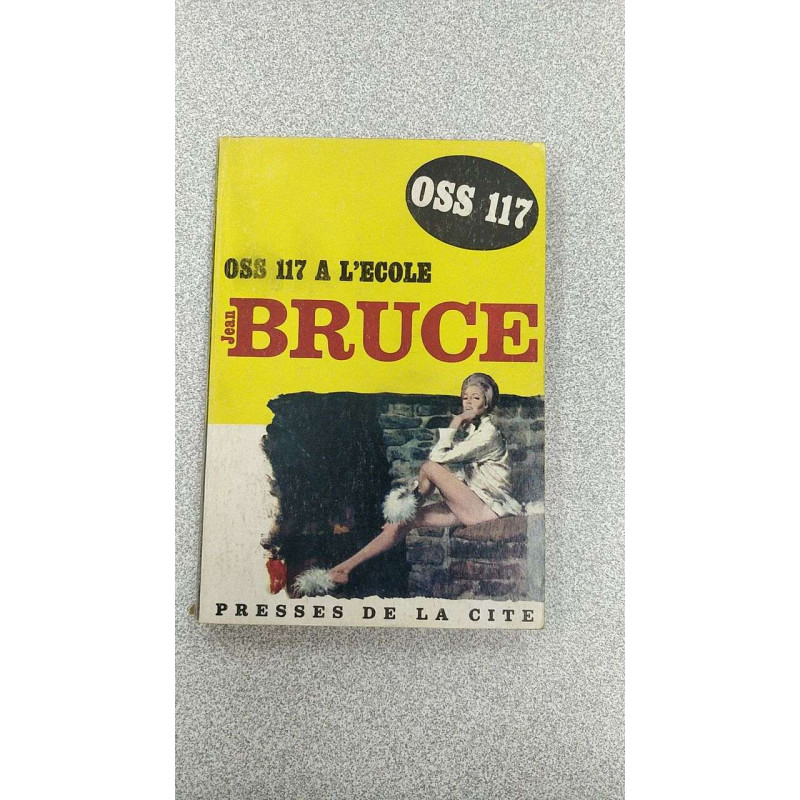 OSS 117
OSS 117 A L'ECOLE
Jean
BRUCE
PRESSES DE LA CITE